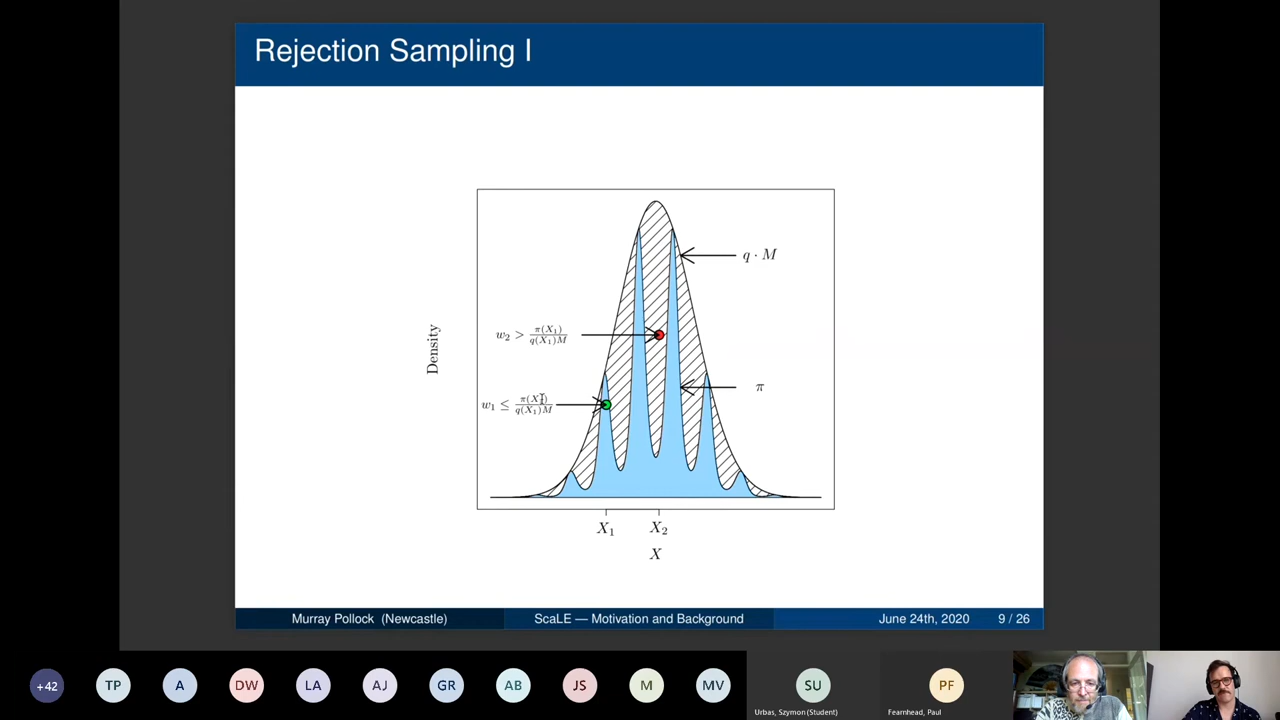 Rejection Sampling I
q · M
w₂ > π(X₁) / q(X₁)M
Density
π
w₁ ≤ π(X₁) / q(X₁)M
X₁ X₂
X
Murray Pollock (Newcastle) ScaLE — Motivation and Background June 24th, 2020 9 / 26
+42 TP A DW LA AJ GR AB JS M MV SU PF
Urbas, Szymon (Student) Fearnhead, Paul